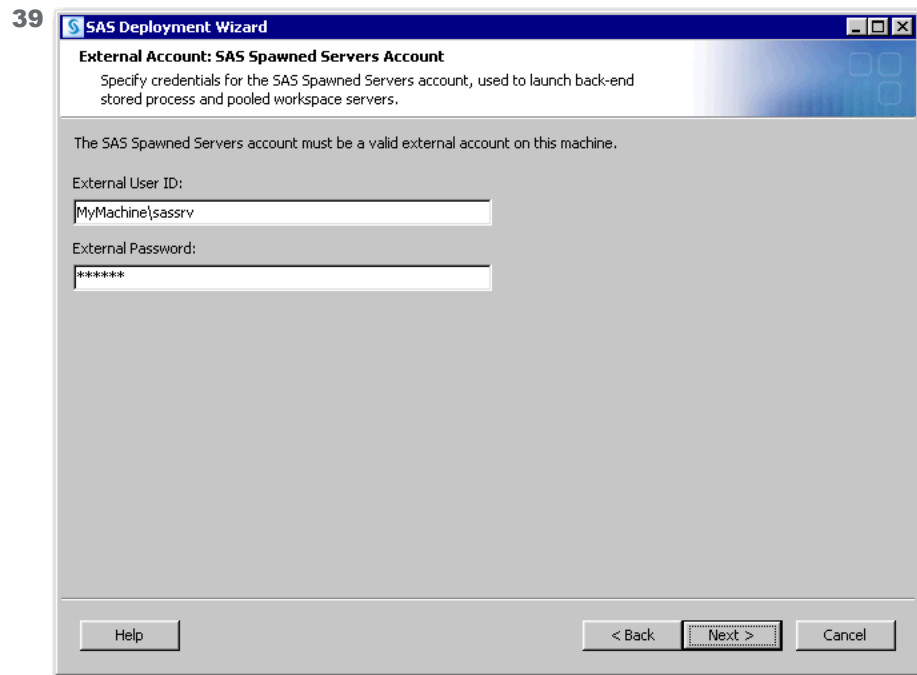 39
SAS Deployment Wizard
External Account: SAS Spawned Servers Account
Specify credentials for the SAS Spawned Servers account, used to launch back-end
stored process and pooled workspace servers.
The SAS Spawned Servers account must be a valid external account on this machine.
External User ID:
MyMachine\sassrv
External Password:
******
Help
< Back
Next >
Cancel